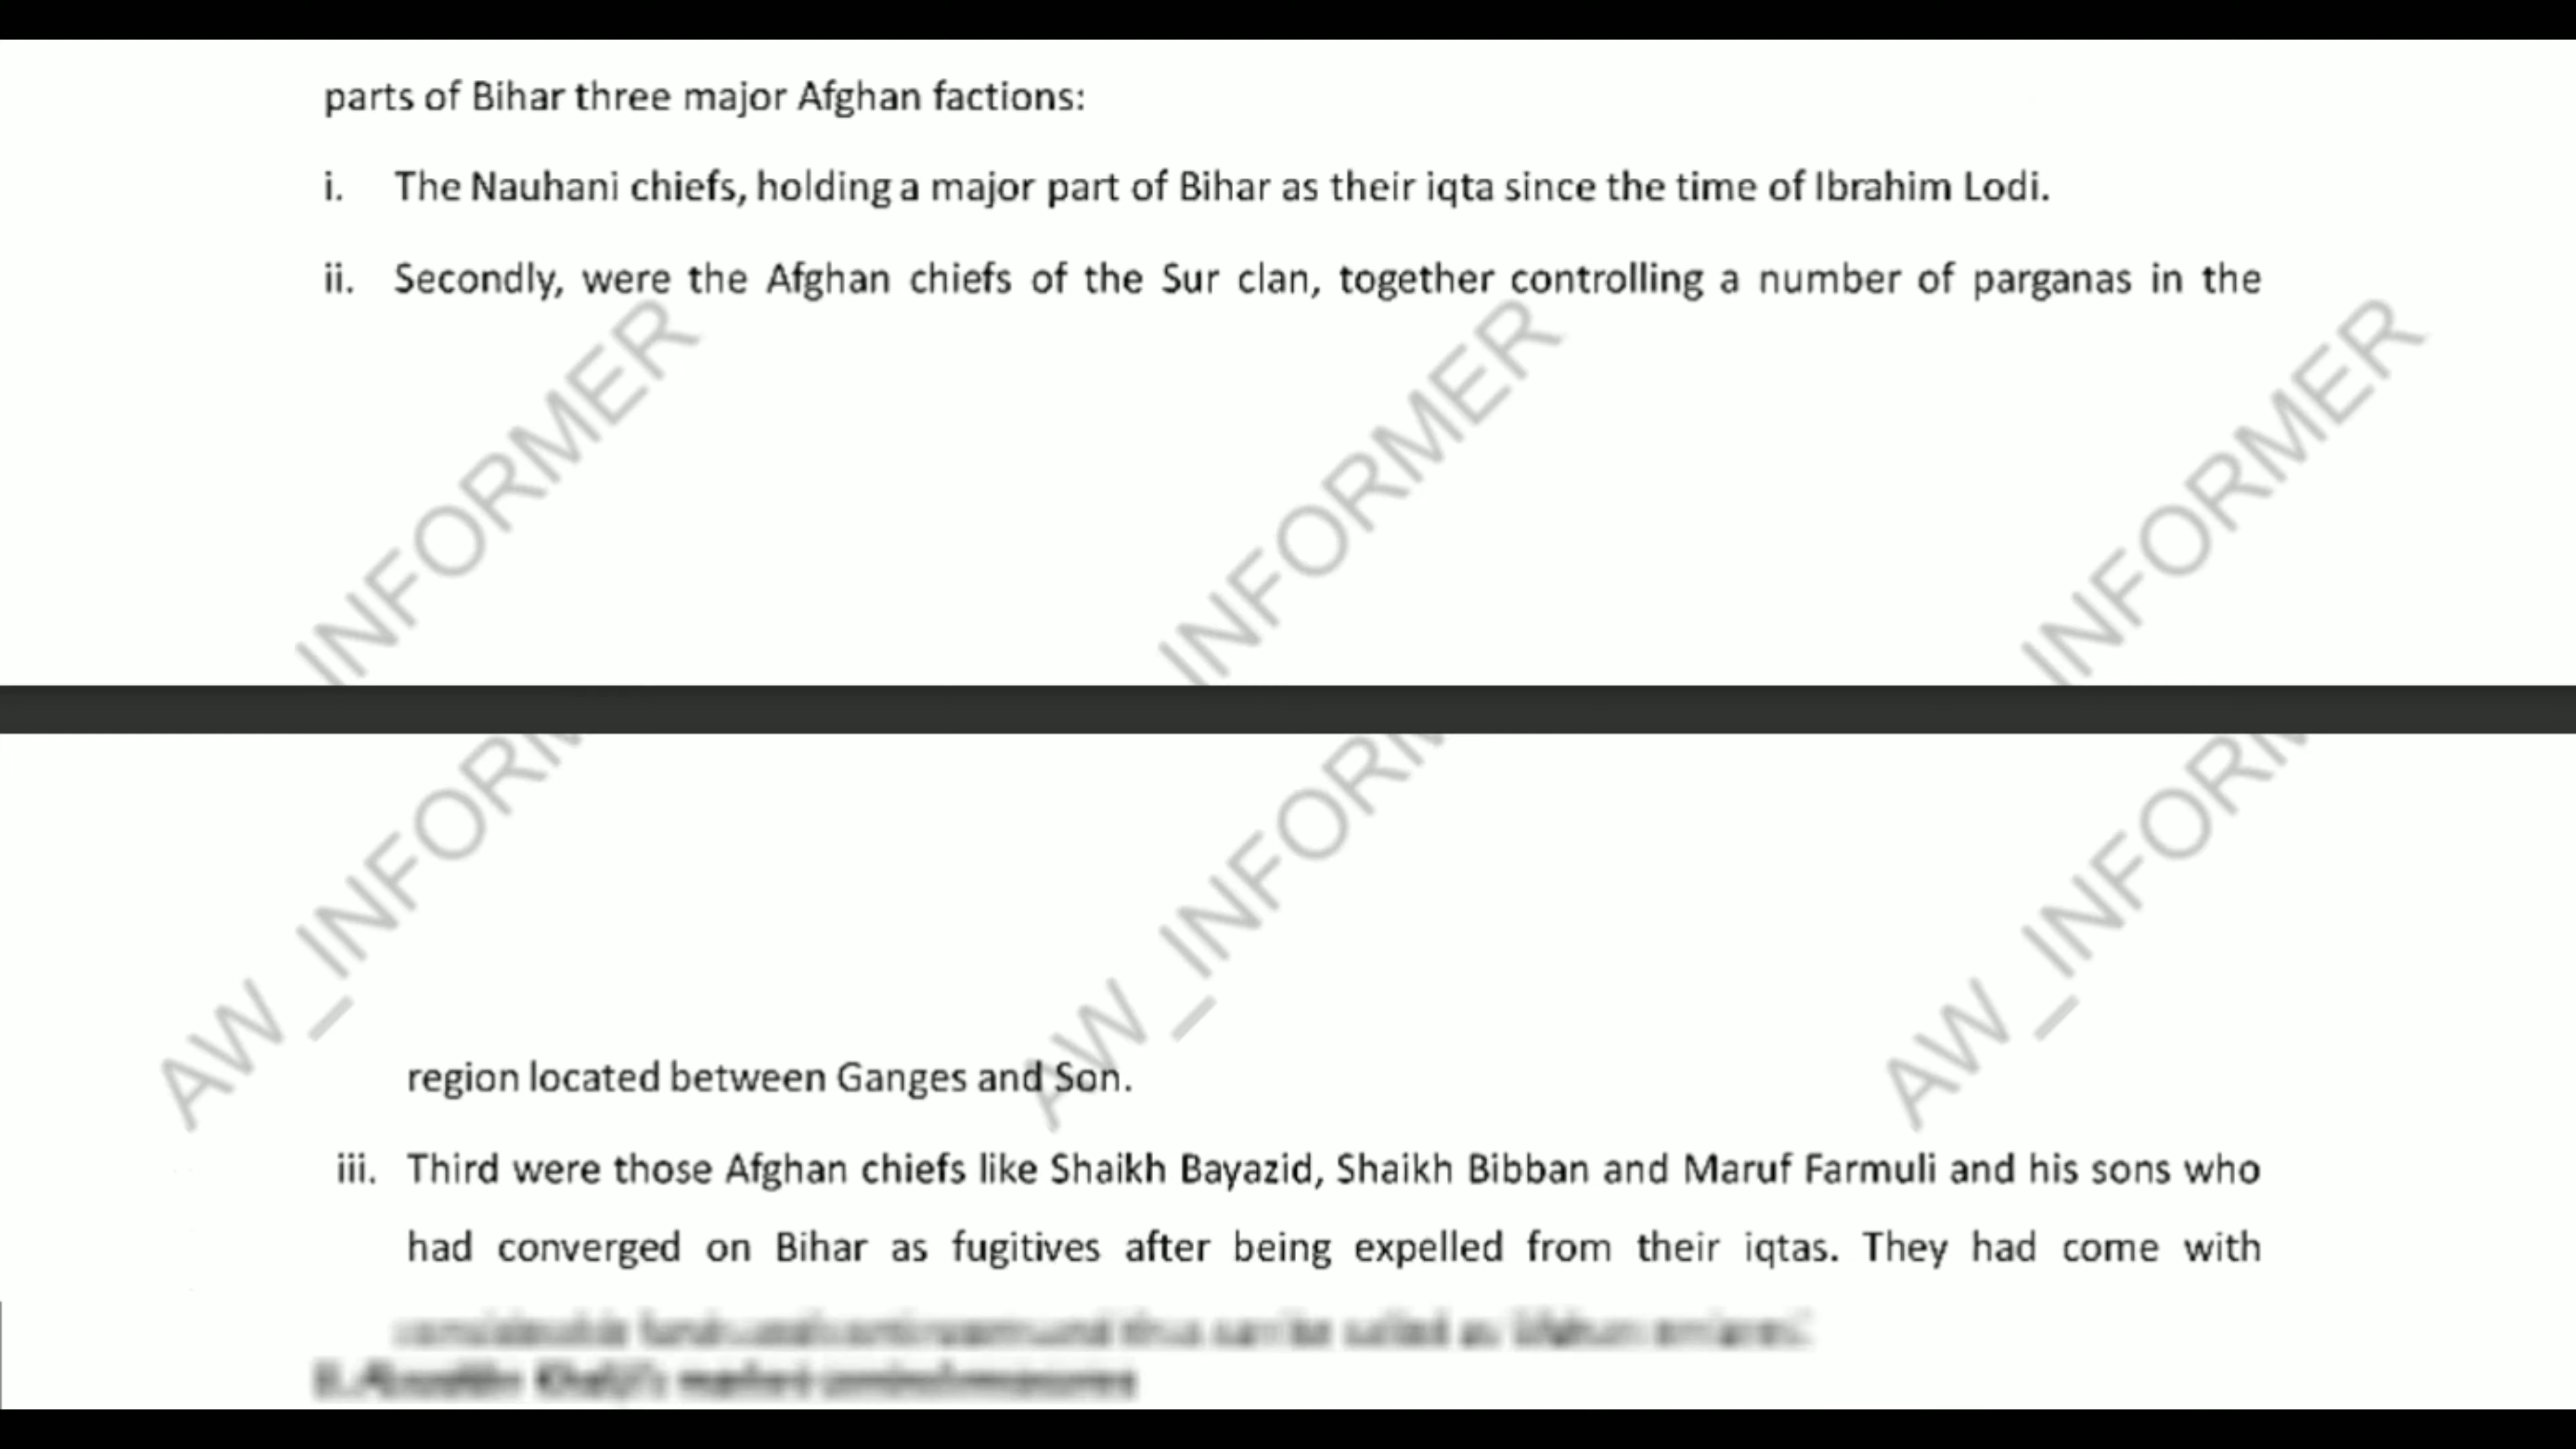 parts of Bihar three major Afghan factions:
i. The Nauhani chiefs, holding a major part of Bihar as their iqta since the time of Ibrahim Lodi.
ii. Secondly, were the Afghan chiefs of the Sur clan, together controlling a number of parganas in the
INFORMER INFORMER INFORMER
AW_INFORM AW_INFORM AW_INFORM
region located between Ganges and Son.
iii. Third were those Afghan chiefs like Shaikh Bayazid, Shaikh Bibban and Maruf Farmuli and his sons who
had converged on Bihar as fugitives after being expelled from their iqtas. They had come with